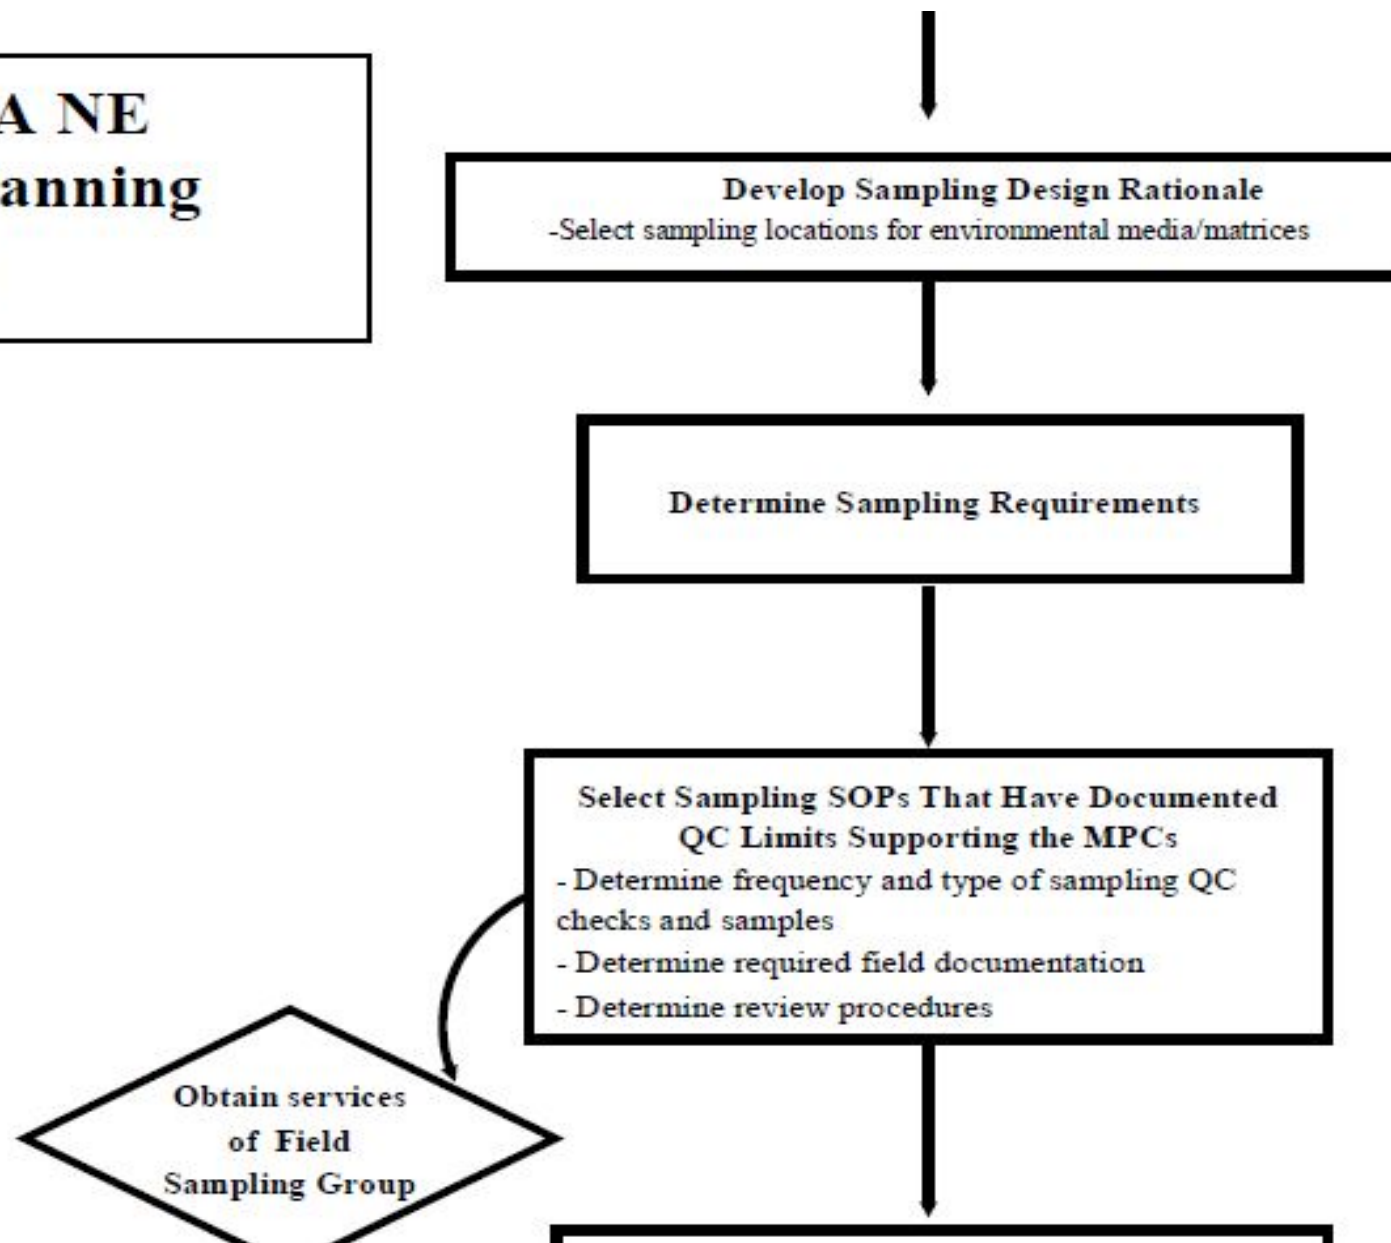 A NE
anning
Develop Sampling Design Rationale
-Select sampling locations for environmental media/matrices
Determine Sampling Requirements
Select Sampling SOPs That Have Documented
QC Limits Supporting the MPCs
- Determine frequency and type of sampling QC
checks and samples
- Determine required field documentation
- Determine review procedures
Obtain services
of Field
Sampling Group